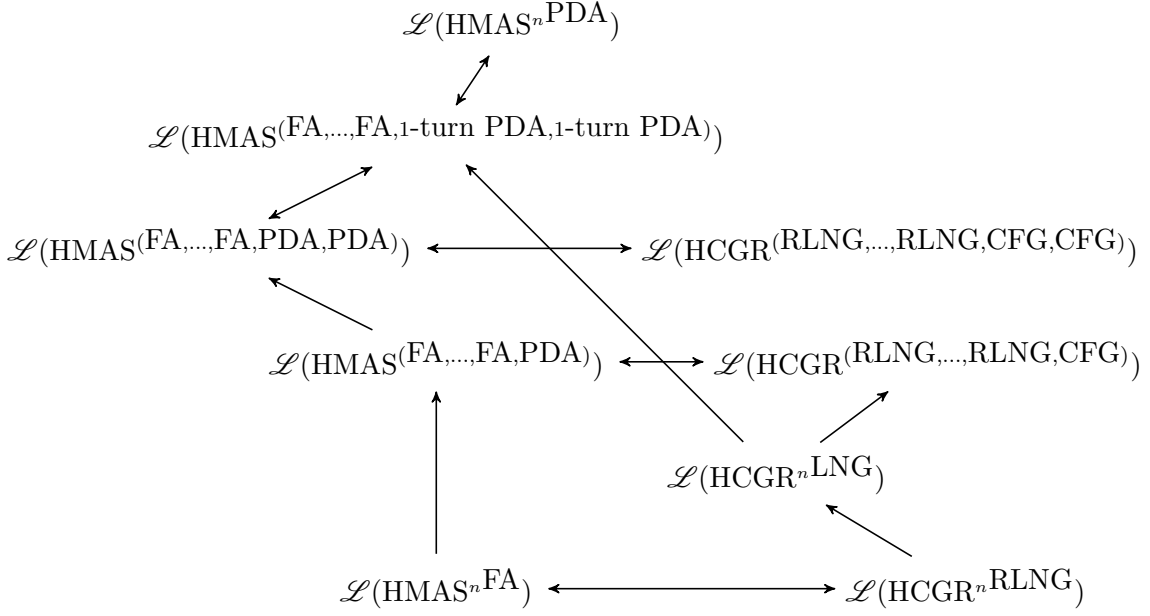 ℒ(HMASⁿPDA)
ℒ(HMAS(FA,...,FA,1-turn PDA,1-turn PDA))
ℒ(HMAS(FA,...,FA,PDA,PDA)) ℒ(HCGR(RLNG,...,RLNG,CFG,CFG))
ℒ(HMAS(FA,...,FA,PDA)) ℒ(HCGR(RLNG,...,RLNG,CFG))
ℒ(HCGRⁿLNG)
ℒ(HMASⁿFA) ℒ(HCGRⁿRLNG)